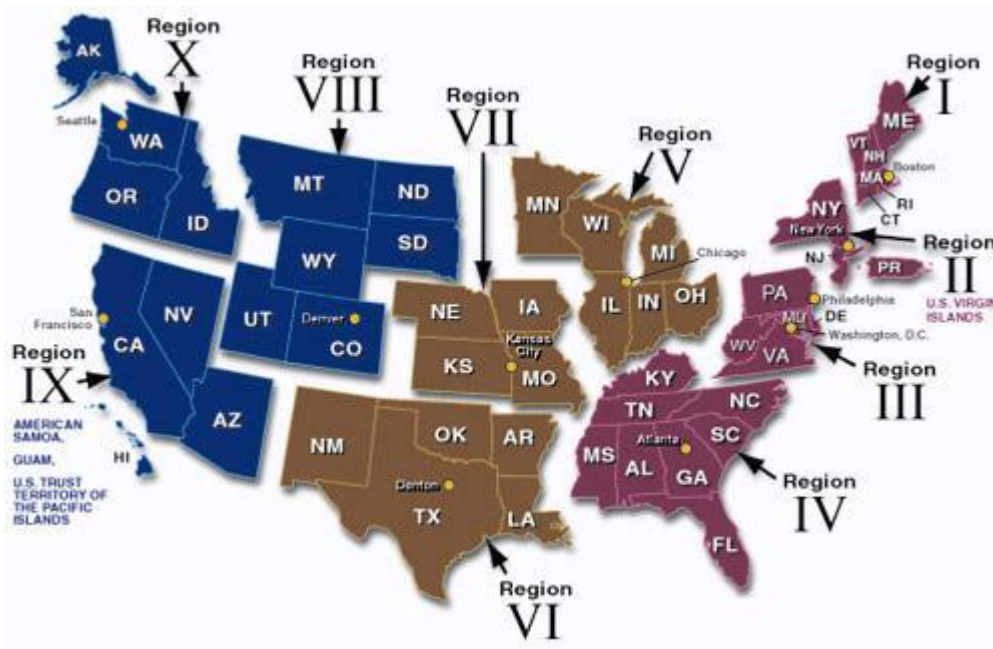 AK
Region
X
Seattle
WA
OR
ID
Region
VIII
MT
ND
SD
WY
UT
Denver
CO
Region
VII
NE
IA
KS
Kansas
City
MO
Region
V
MN
WI
MI
Chicago
IL
IN
OH
Region
I
ME
VT
NH
MA
Boston
RI
CT
NY
New York
NJ
Region
II
PR
U.S. VIRGIN
ISLANDS
PA
Philadelphia
MD
DE
Washington, D.C.
WV
VA
Region
III
San
Francisco
CA
NV
AZ
Region
IX
AMERICAN
SAMOA,
GUAM,
U.S. TRUST
TERRITORY OF
THE PACIFIC
ISLANDS
HI
NM
OK
AR
Denton
TX
LA
Region
VI
KY
TN
NC
SC
MS
AL
Atlanta
GA
FL
Region
IV